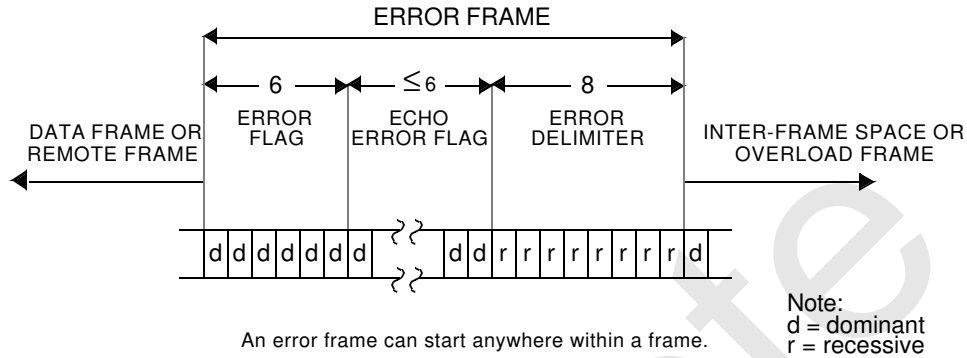 ERROR FRAME
6 ≤6 8
ERROR FLAG
ECHO ERROR FLAG
ERROR DELIMITER
DATA FRAME OR
REMOTE FRAME
INTER-FRAME SPACE OR
OVERLOAD FRAME
d d d d d d d d d r r r r r r r r d
An error frame can start anywhere within a frame.
Note:
d = dominant
r = recessive